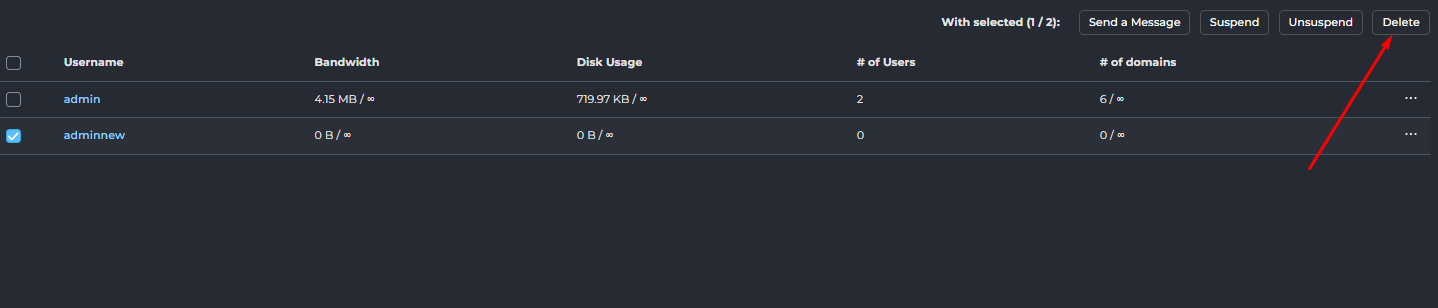 With selected (1 / 2): Send a Message Suspend Unsuspend Delete
Username Bandwidth Disk Usage # of Users # of domains
admin 4.15 MB / ∞ 719.97 KB / ∞ 2 6 / ∞ ...
adminnew 0 B / ∞ 0 B / ∞ 0 0 / ∞ ...